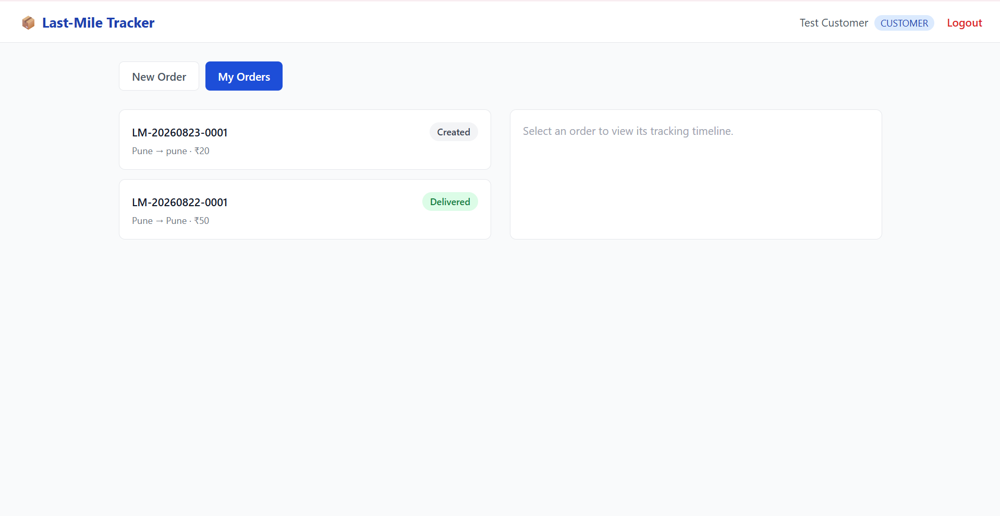 Last-Mile Tracker
Test Customer CUSTOMER Logout
New Order My Orders
LM-20260823-0001 Created
Pune → pune · ₹20
LM-20260822-0001 Delivered
Pune → Pune · ₹50
Select an order to view its tracking timeline.